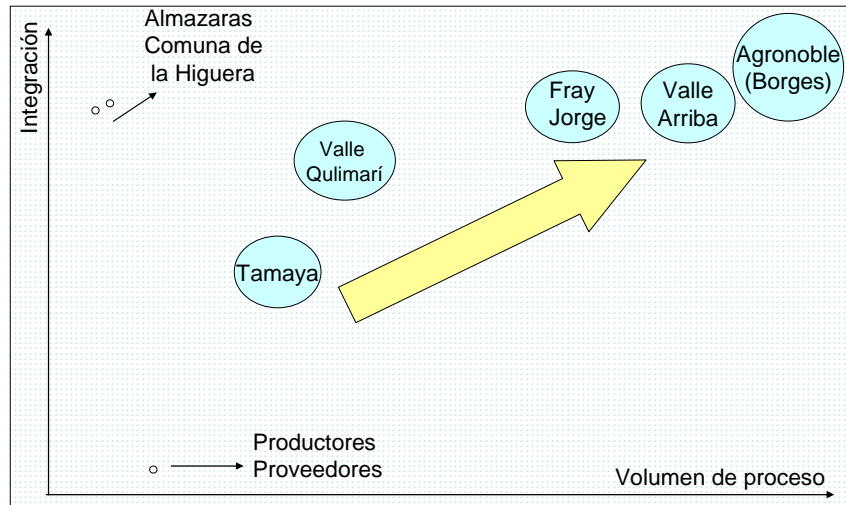 Almazaras
Comuna de
la Higuera
Integración
Agronoble
(Borges)
Fray
Jorge
Valle
Arriba
Valle
Qulimarí
Tamaya
Productores
Proveedores
Volumen de proceso